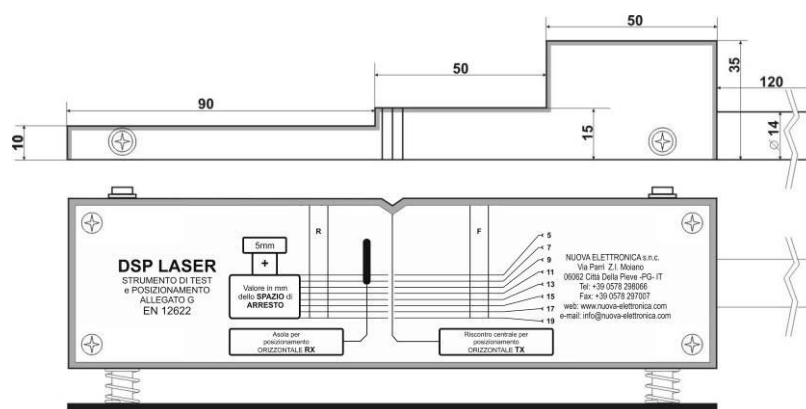 50
50
90
35
120
10
15
Ø 14
R
F
5mm
+
Valore in mm
dello SPAZIO di
ARRESTO
DSP LASER
STRUMENTO DI TEST
e POSIZIONAMENTO
ALLEGATO G
EN 12622
5
7
9
11
13
15
17
19
NUOVA ELETTRONICA s.n.c.
Via Parri Z.I. Moiano
06062 Città Della Pieve -PG- IT
Tel: +39 0578 298066
Fax: +39 0578 297007
web: www.nuova-elettronica.com
e-mail: info@nuova-elettronica.com
Asola per
posizionamento
ORIZZONTALE RX
Riscontro centrale per
posizionamento
ORIZZONTALE TX